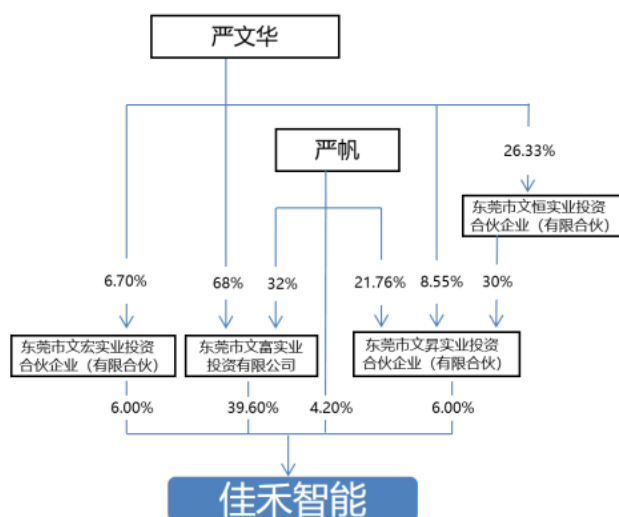 严文华
严帆
26.33%
东莞市文恒实业投资
合伙企业（有限合伙）
6.70%
68%
32%
21.76%
8.55%
30%
东莞市文宏实业投资
合伙企业（有限合伙）
东莞市文富实业
投资有限公司
东莞市文昇实业投资
合伙企业（有限合伙）
6.00%
39.60%
4.20%
6.00%
佳禾智能